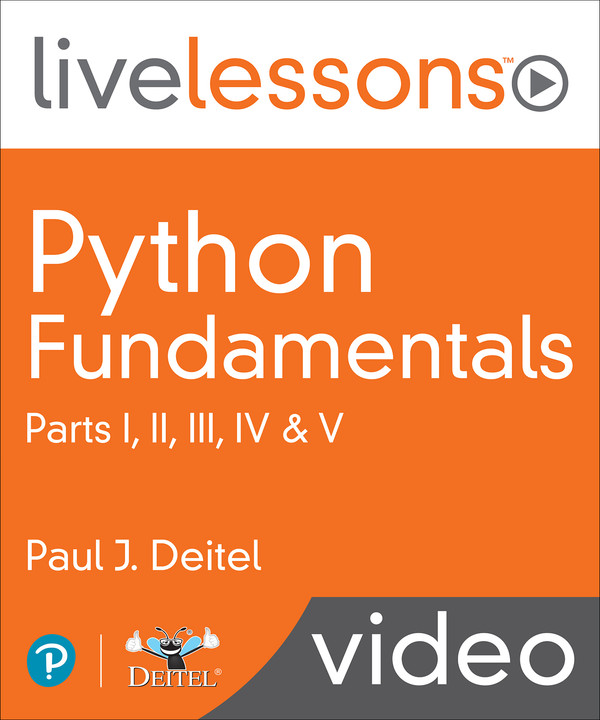 livelessons™
Python
Fundamentals
Parts I, II, III, IV & V
Paul J. Deitel
P
DEITEL®
video